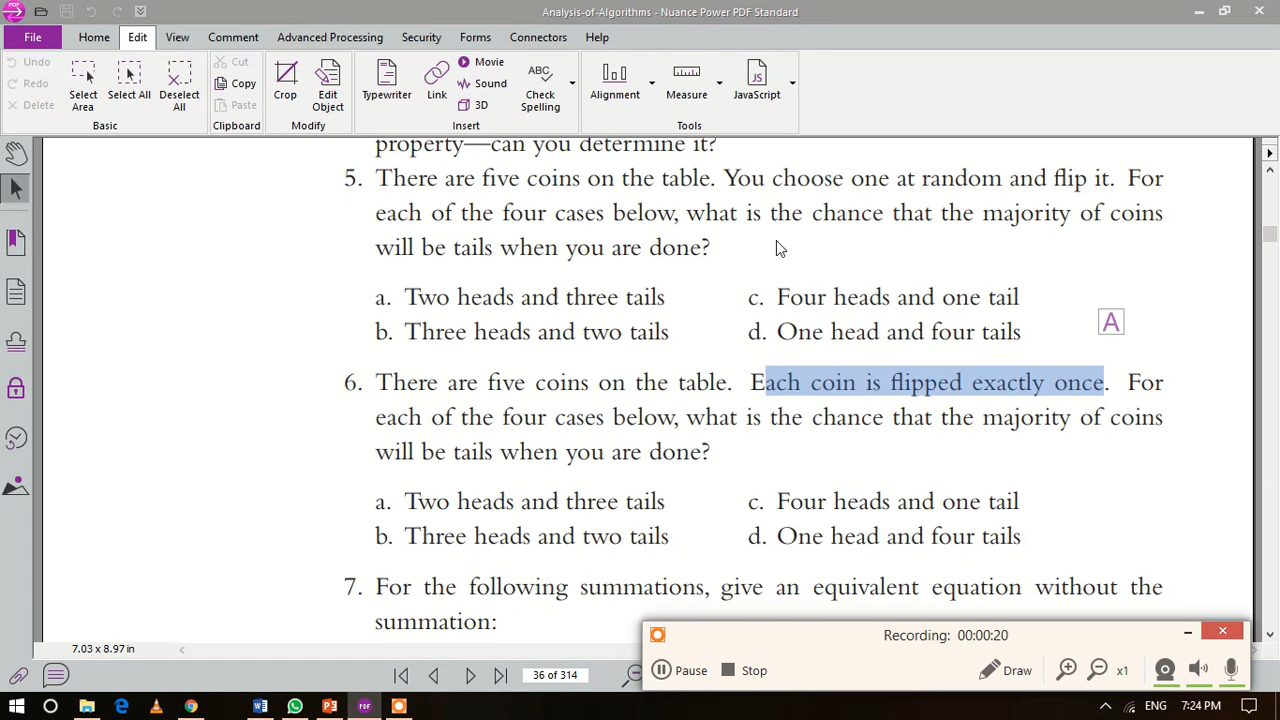 Analysis-of-Algorithms - Nuance Power PDF Standard
File Home Edit View Comment Advanced Processing Security Forms Connectors Help
Undo
Redo
Delete
Select Area
Select All
Deselect All
Basic
Cut
Copy
Paste
Clipboard
Crop
Edit Object
Modify
Typewriter
Link
Movie
Sound
3D
ABC
Check Spelling
Insert
Alignment
Measure
JS
JavaScript
Tools
property—can you determine it?
5. There are five coins on the table. You choose one at random and flip it. For
each of the four cases below, what is the chance that the majority of coins
will be tails when you are done?
a. Two heads and three tails
c. Four heads and one tail
b. Three heads and two tails
d. One head and four tails
A
6. There are five coins on the table. Each coin is flipped exactly once. For
each of the four cases below, what is the chance that the majority of coins
will be tails when you are done?
a. Two heads and three tails
c. Four heads and one tail
b. Three heads and two tails
d. One head and four tails
7. For the following summations, give an equivalent equation without the
summation:
7.03 x 8.97 in
36 of 314
Recording: 00:00:20
Pause
Stop
Draw
x1
PDF
ENG
7:24 PM